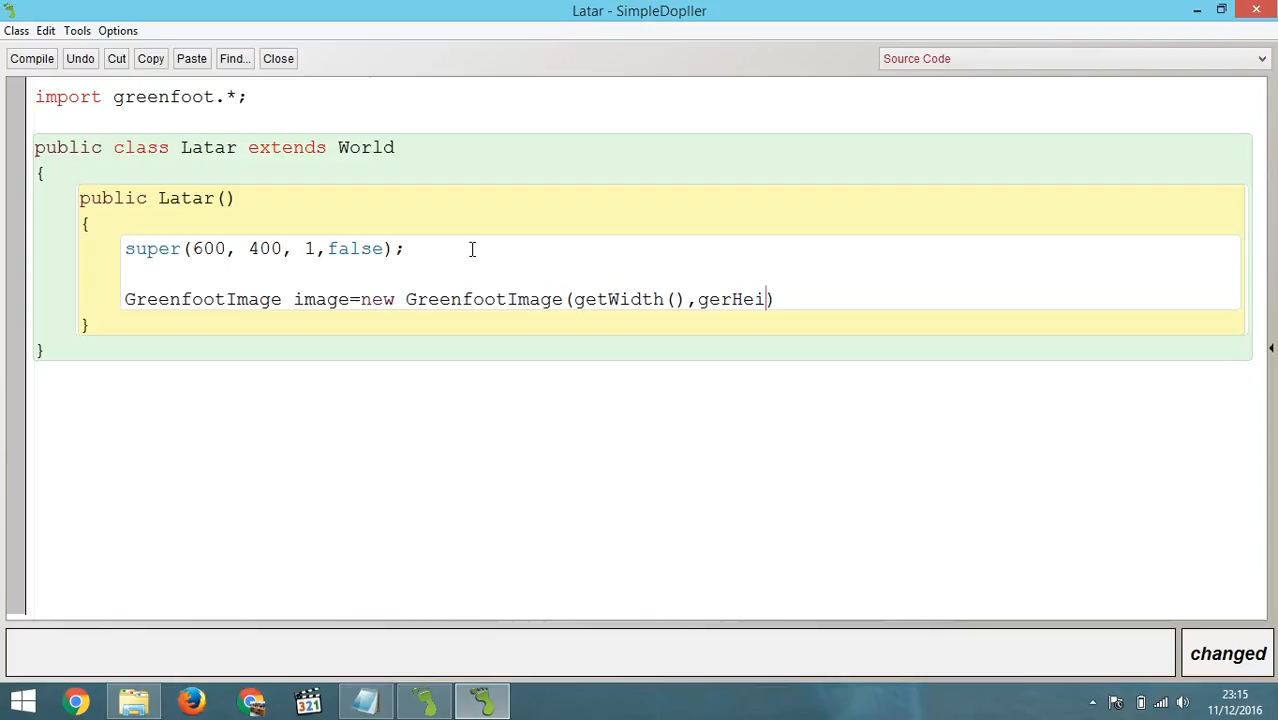 Latar - SimpleDopller
Class Edit Tools Options
Compile Undo Cut Copy Paste Find... Close Source Code
import greenfoot.*;
public class Latar extends World
{
public Latar()
{
super(600, 400, 1,false);
GreenfootImage image=new GreenfootImage(getWidth(),gerHei)
}
}
changed
321
23:15
11/12/2016